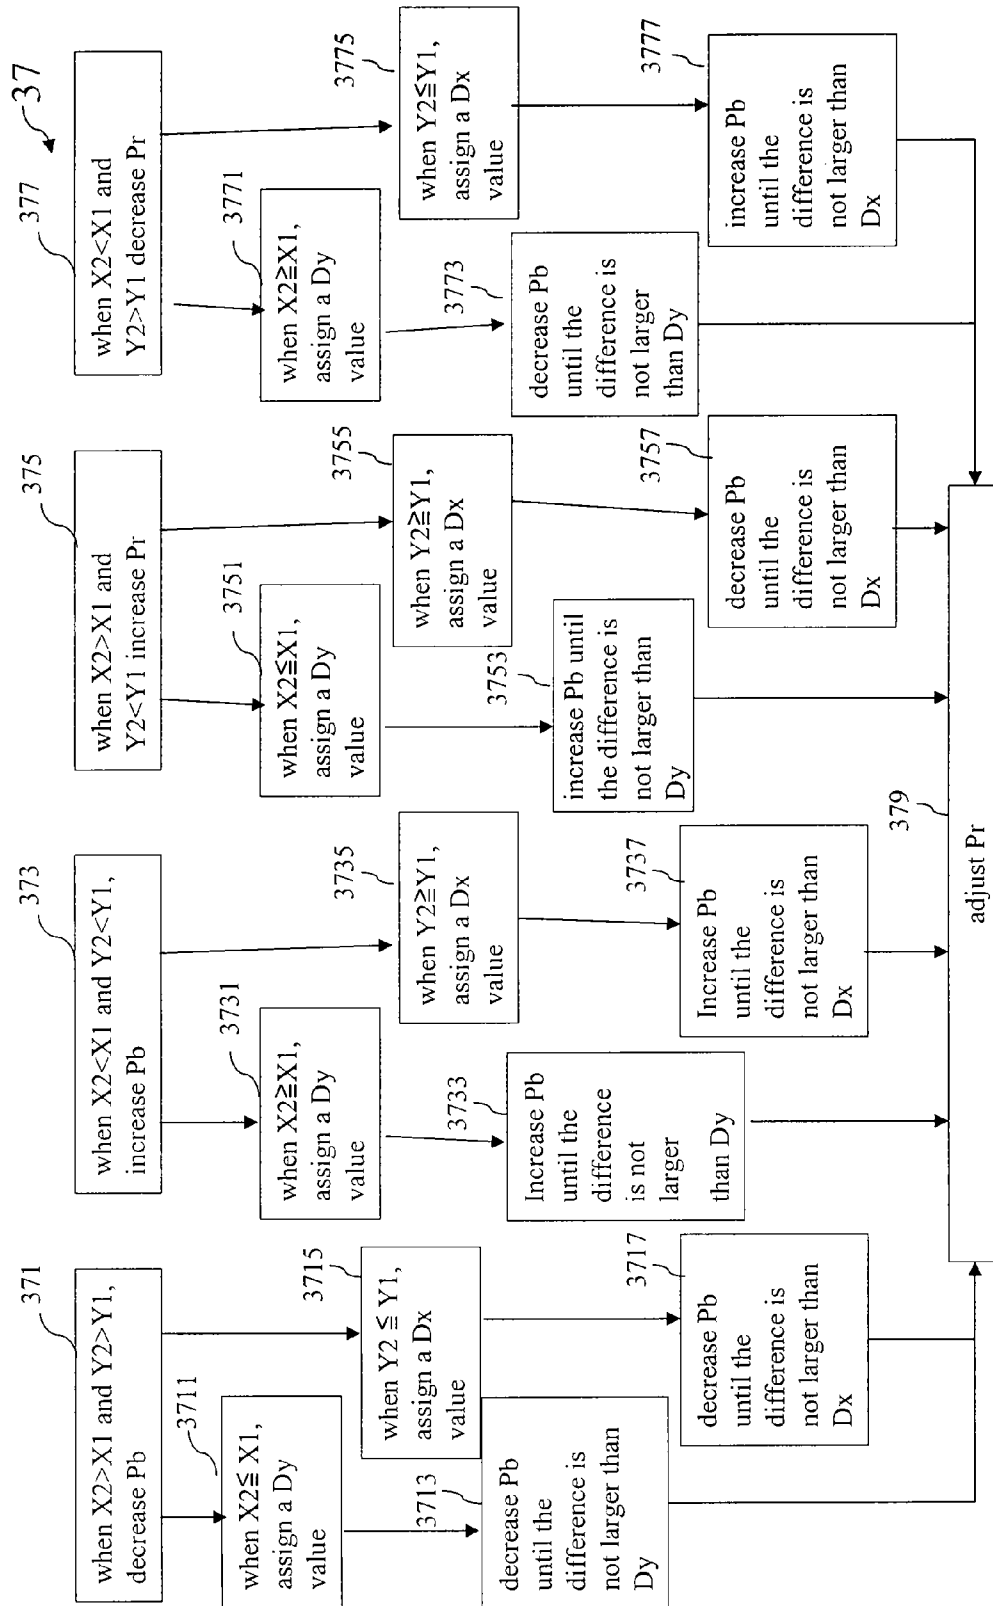 37
371
when X2>X1 and Y2>Y1,
decrease Pb
3711
when X2≦ X1,
assign a Dy
value
3713
decrease Pb
until the
difference is
not larger than
Dy
3715
when Y2 ≦ Y1,
assign a Dx
value
3717
decrease Pb
until the
difference is
not larger than
Dx
373
when X2<X1 and Y2<Y1,
increase Pb
3731
when X2≧X1,
assign a Dy
value
3733
Increase Pb
until the
difference
is not
larger
than Dy
3735
when Y2≧Y1,
assign a Dx
value
3737
Increase Pb
until the
difference is
not larger than
Dx
375
when X2>X1 and
Y2<Y1 increase Pr
3751
when X2≦X1,
assign a Dy
value
3753
increase Pb until
the difference is
not larger than
Dy
3755
when Y2≧Y1,
assign a Dx
value
3757
decrease Pb
until the
difference is
not larger than
Dx
377
when X2<X1 and
Y2>Y1 decrease Pr
3771
when X2≧X1,
assign a Dy
value
3773
decrease Pb
until the
difference is
not larger
than Dy
3775
when Y2≦Y1,
assign a Dx
value
3777
increase Pb
until the
difference is
not larger than
Dx
379
adjust Pr